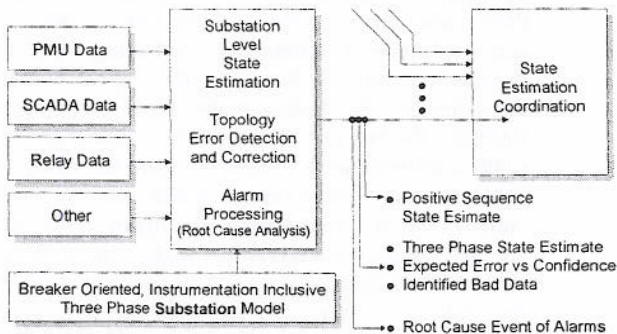 PMU Data
SCADA Data
Relay Data
Other
Substation
Level
State
Estimation
Topology
Error Detection
and Correction
Alarm
Processing
(Root Cause Analysis)
Breaker Oriented, Instrumentation Inclusive
Three Phase Substation Model
State
Estimation
Coordination
Positive Sequence
State Esimate
Three Phase State Estimate
Expected Error vs Confidence
Identified Bad Data
Root Cause Event of Alarms